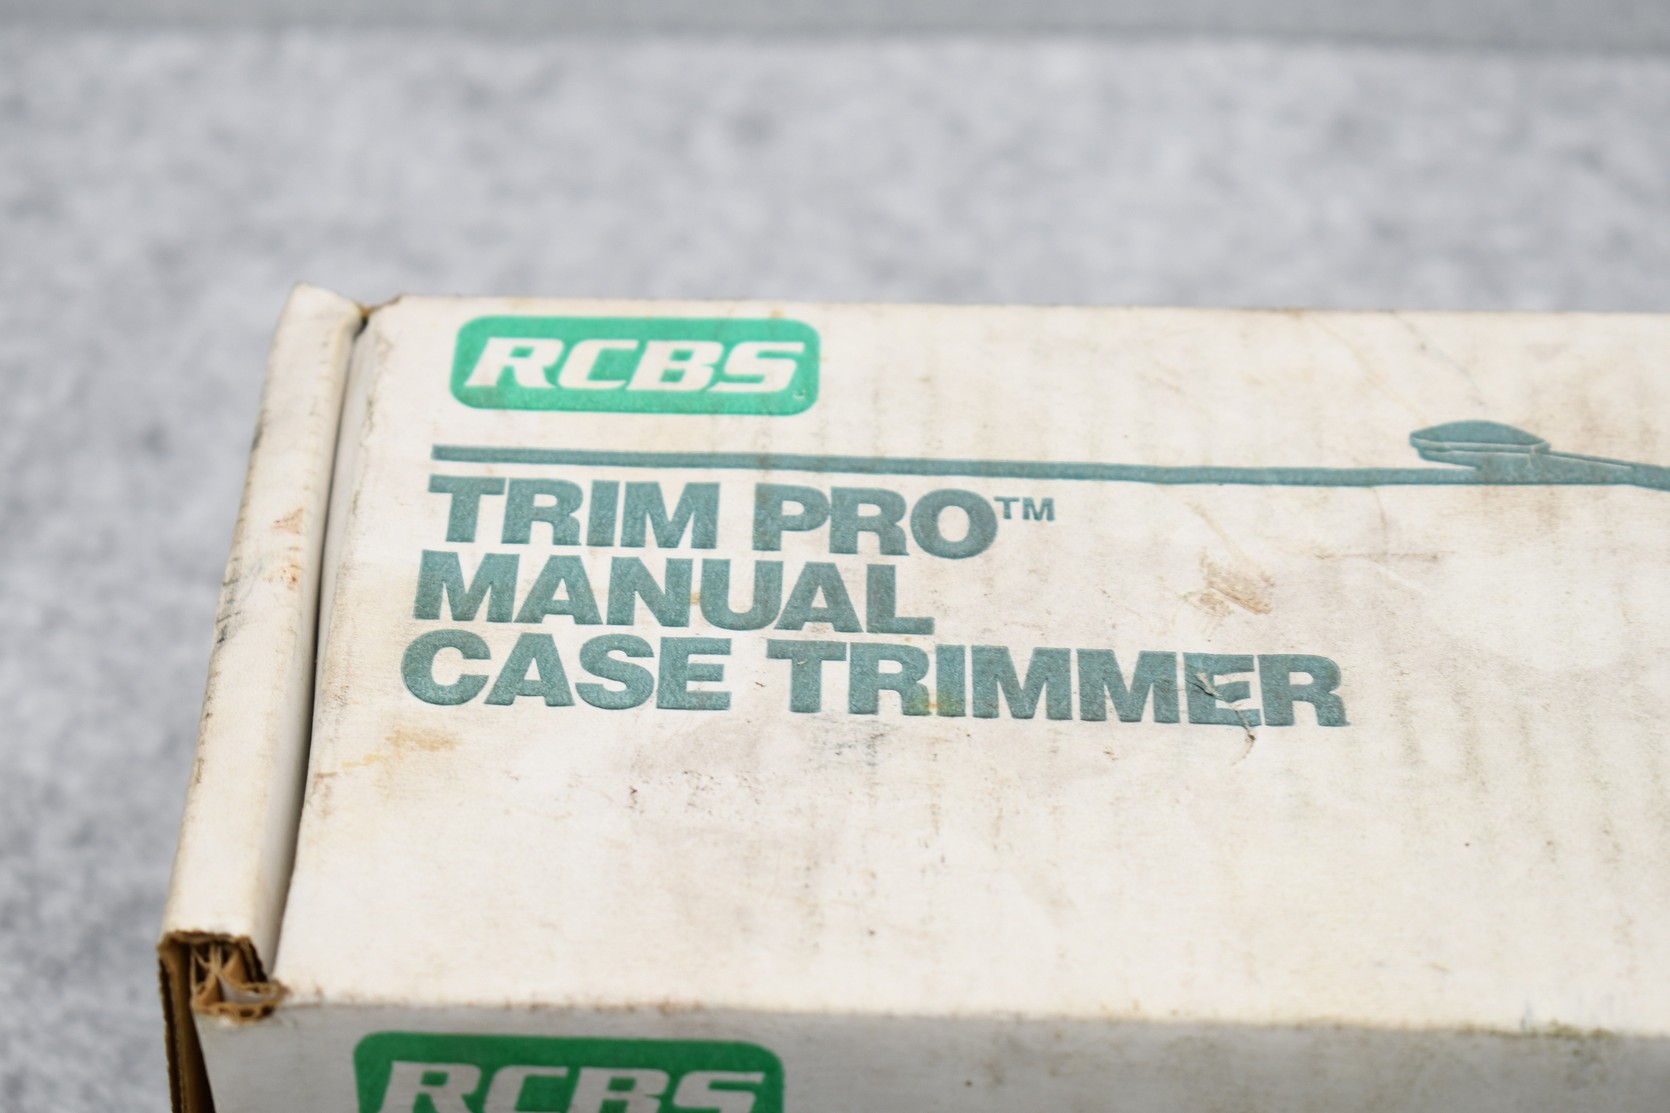 RCBS
TRIM PRO™
MANUAL
CASE TRIMMER
RCBS